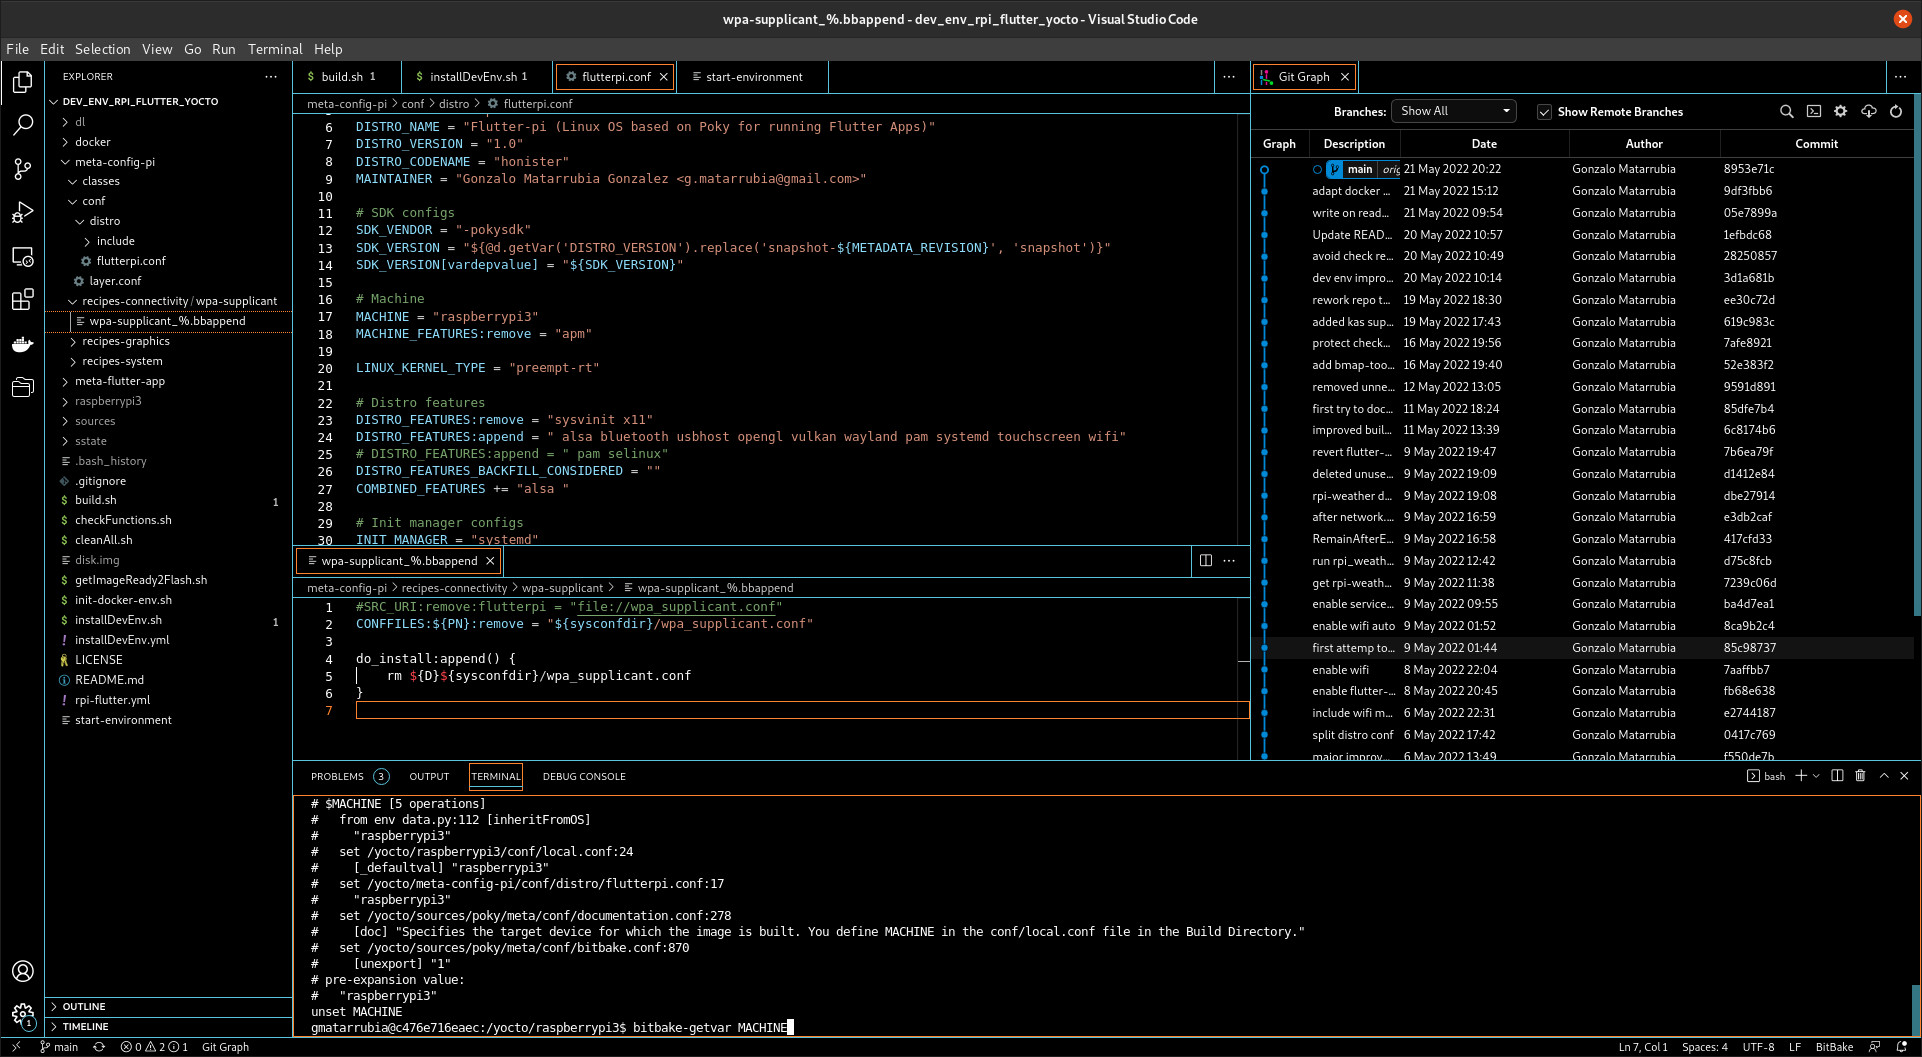 wpa-supplicant_%.bbappend - dev_env_rpi_flutter_yocto - Visual Studio Code
File Edit Selection View Go Run Terminal Help
EXPLORER
DEV_ENV_RPI_FLUTTER_YOCTO
dl
docker
meta-config-pi
classes
conf
distro
include
flutterpi.conf
layer.conf
recipes-connectivity/wpa-supplicant
wpa-supplicant_%.bbappend
recipes-graphics
recipes-system
meta-flutter-app
raspberrypi3
sources
sstate
.bash_history
.gitignore
build.sh 1
checkFunctions.sh
cleanAll.sh
disk.img
getImageReady2Flash.sh
init-docker-env.sh
installDevEnv.sh 1
installDevEnv.yml
LICENSE
README.md
rpi-flutter.yml
start-environment
OUTLINE
TIMELINE
1
build.sh 1 installDevEnv.sh 1 flutterpi.conf start-environment
meta-config-pi > conf > distro > flutterpi.conf
6 DISTRO_NAME = "Flutter-pi (Linux OS based on Poky for running Flutter Apps)"
7 DISTRO_VERSION = "1.0"
8 DISTRO_CODENAME = "honister"
9 MAINTAINER = "Gonzalo Matarrubia Gonzalez <g.matarrubia@gmail.com>"
10
11 # SDK configs
12 SDK_VENDOR = "-pokysdk"
13 SDK_VERSION = "${@d.getVar('DISTRO_VERSION').replace('snapshot-${METADATA_REVISION}', 'snapshot')}"
14 SDK_VERSION[vardepvalue] = "${SDK_VERSION}"
15
16 # Machine
17 MACHINE = "raspberrypi3"
18 MACHINE_FEATURES:remove = "apm"
19
20 LINUX_KERNEL_TYPE = "preempt-rt"
21
22 # Distro features
23 DISTRO_FEATURES:remove = "sysvinit x11"
24 DISTRO_FEATURES:append = " alsa bluetooth usbhost opengl vulkan wayland pam systemd touchscreen wifi"
25 # DISTRO_FEATURES:append = " pam selinux"
26 DISTRO_FEATURES_BACKFILL_CONSIDERED = ""
27 COMBINED_FEATURES += "alsa "
28
29 # Init manager configs
30 INIT_MANAGER = "systemd"
wpa-supplicant_%.bbappend
meta-config-pi > recipes-connectivity > wpa-supplicant > wpa-supplicant_%.bbappend
1 #SRC_URI:remove:flutterpi = "file://wpa_supplicant.conf"
2 CONFFILES:${PN}:remove = "${sysconfdir}/wpa_supplicant.conf"
3
4 do_install:append() {
5 rm ${D}${sysconfdir}/wpa_supplicant.conf
6 }
7
Git Graph
Branches: Show All Show Remote Branches
Graph Description Date Author Commit
main orig 21 May 2022 20:22 Gonzalo Matarrubia 8953e71c
adapt docker ... 21 May 2022 15:12 Gonzalo Matarrubia 9df3fbb6
write on read... 21 May 2022 09:54 Gonzalo Matarrubia 05e7899a
Update READ... 20 May 2022 10:57 Gonzalo Matarrubia 1efbdc68
avoid check re... 20 May 2022 10:49 Gonzalo Matarrubia 28250857
dev env impro... 20 May 2022 10:14 Gonzalo Matarrubia 3d1a681b
rework repo t... 19 May 2022 18:30 Gonzalo Matarrubia ee30c72d
added kas sup... 19 May 2022 17:43 Gonzalo Matarrubia 619c983c
protect check... 16 May 2022 19:56 Gonzalo Matarrubia 7afe8921
add bmap-too... 16 May 2022 19:40 Gonzalo Matarrubia 52e383f2
removed unne... 12 May 2022 13:05 Gonzalo Matarrubia 9591d891
first try to doc... 11 May 2022 18:24 Gonzalo Matarrubia 85dfe7b4
improved buil... 11 May 2022 13:39 Gonzalo Matarrubia 6c8174b6
revert flutter-... 9 May 2022 19:47 Gonzalo Matarrubia 7b6ea79f
deleted unuse... 9 May 2022 19:09 Gonzalo Matarrubia d1412e84
rpi-weather d... 9 May 2022 19:08 Gonzalo Matarrubia dbe27914
after network.... 9 May 2022 16:59 Gonzalo Matarrubia e3db2caf
RemainAfterE... 9 May 2022 16:58 Gonzalo Matarrubia 417cfd33
run rpi_weath... 9 May 2022 12:42 Gonzalo Matarrubia d75c8fcb
get rpi-weath... 9 May 2022 11:38 Gonzalo Matarrubia 7239c06d
enable service... 9 May 2022 09:55 Gonzalo Matarrubia ba4d7ea1
enable wifi auto 9 May 2022 01:52 Gonzalo Matarrubia 8ca9b2c4
first attemp to... 9 May 2022 01:44 Gonzalo Matarrubia 85c98737
enable wifi 8 May 2022 22:04 Gonzalo Matarrubia 7aaffbb7
enable flutter-... 8 May 2022 20:45 Gonzalo Matarrubia fb68e638
include wifi m... 6 May 2022 22:31 Gonzalo Matarrubia e2744187
split distro conf 6 May 2022 17:42 Gonzalo Matarrubia 0417c769
major improv... 6 May 2022 13:49 Gonzalo Matarrubia f550de7b
PROBLEMS 3 OUTPUT TERMINAL DEBUG CONSOLE bash
# $MACHINE [5 operations]
# from env data.py:112 [inheritFromOS]
# "raspberrypi3"
# set /yocto/raspberrypi3/conf/local.conf:24
# [_defaultval] "raspberrypi3"
# set /yocto/meta-config-pi/conf/distro/flutterpi.conf:17
# "raspberrypi3"
# set /yocto/sources/poky/meta/conf/documentation.conf:278
# [doc] "Specifies the target device for which the image is built. You define MACHINE in the conf/local.conf file in the Build Directory."
# set /yocto/sources/poky/meta/conf/bitbake.conf:870
# [unexport] "1"
# pre-expansion value:
# "raspberrypi3"
unset MACHINE
gmatarrubia@c476e716eaec:/yocto/raspberrypi3$ bitbake-getvar MACHINE
main 0 2 1 Git Graph Ln 7, Col 1 Spaces: 4 UTF-8 LF BitBake